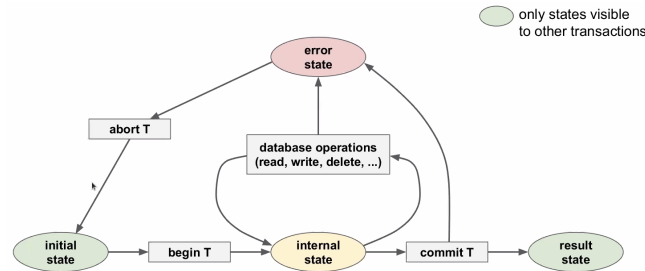 only states visible
to other transactions
error
state
abort T
database operations
(read, write, delete, ...)
initial
state
begin T
internal
state
commit T
result
state